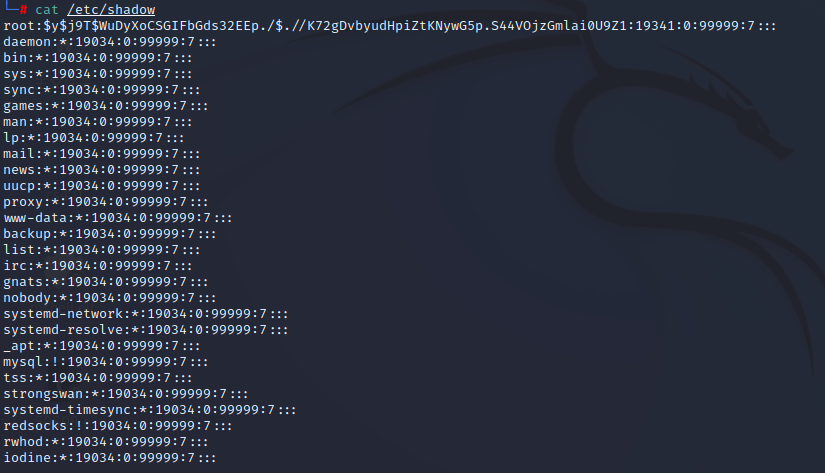 └─# cat /etc/shadow
root:$y$j9T$WuDyXoCSGIFbGds32EEp./$.//K72gDvbyudHpiZtKNywG5p.S44VOjzGmlai0U9Z1:19341:0:99999:7:::
daemon:*:19034:0:99999:7:::
bin:*:19034:0:99999:7:::
sys:*:19034:0:99999:7:::
sync:*:19034:0:99999:7:::
games:*:19034:0:99999:7:::
man:*:19034:0:99999:7:::
lp:*:19034:0:99999:7:::
mail:*:19034:0:99999:7:::
news:*:19034:0:99999:7:::
uucp:*:19034:0:99999:7:::
proxy:*:19034:0:99999:7:::
www-data:*:19034:0:99999:7:::
backup:*:19034:0:99999:7:::
list:*:19034:0:99999:7:::
irc:*:19034:0:99999:7:::
gnats:*:19034:0:99999:7:::
nobody:*:19034:0:99999:7:::
systemd-network:*:19034:0:99999:7:::
systemd-resolve:*:19034:0:99999:7:::
_apt:*:19034:0:99999:7:::
mysql:!:19034:0:99999:7:::
tss:*:19034:0:99999:7:::
strongswan:*:19034:0:99999:7:::
systemd-timesync:*:19034:0:99999:7:::
redsocks:!:19034:0:99999:7:::
rwhod:*:19034:0:99999:7:::
iodine:*:19034:0:99999:7:::